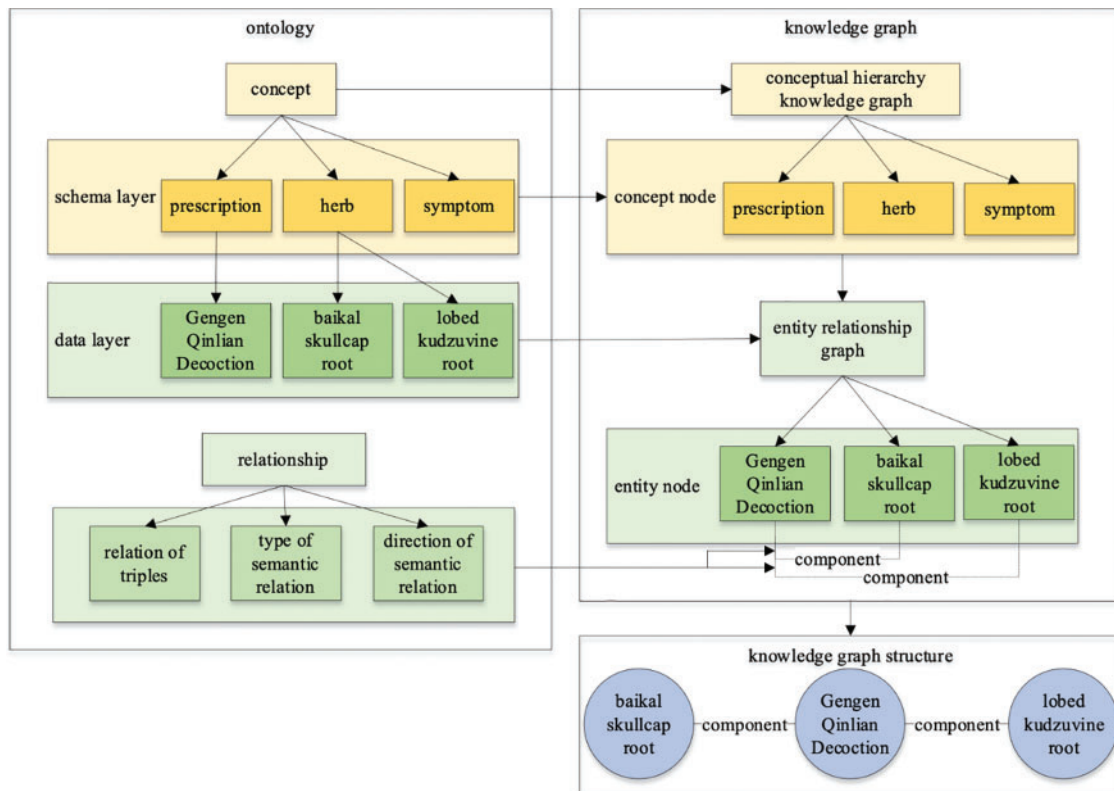 ontology
concept
schema layer
prescription
herb
symptom
data layer
Gengen
Qinlian
Decoction
baikal
skullcap
root
lobed
kudzuvine
root
relationship
relation of
triples
type of
semantic
relation
direction of
semantic
relation
knowledge graph
conceptual hierarchy
knowledge graph
concept node
prescription
herb
symptom
entity relationship
graph
entity node
Gengen
Qinlian
Decoction
baikal
skullcap
root
lobed
kudzuvine
root
component
component
knowledge graph structure
baikal
skullcap
root
component
Gengen
Qinlian
Decoction
component
lobed
kudzuvine
root